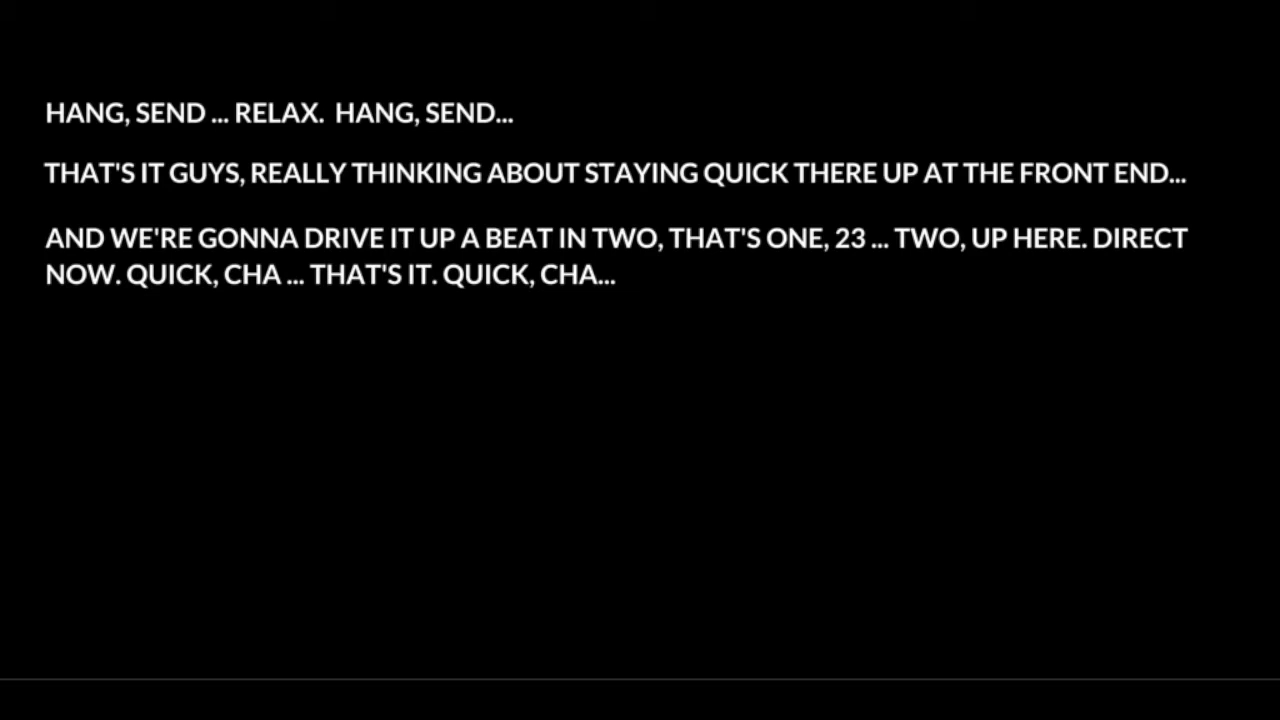 HANG, SEND ... RELAX.  HANG, SEND...
THAT'S IT GUYS, REALLY THINKING ABOUT STAYING QUICK THERE UP AT THE FRONT END...
AND WE'RE GONNA DRIVE IT UP A BEAT IN TWO, THAT'S ONE, 23 ... TWO, UP HERE. DIRECT
NOW. QUICK, CHA ... THAT'S IT. QUICK, CHA...